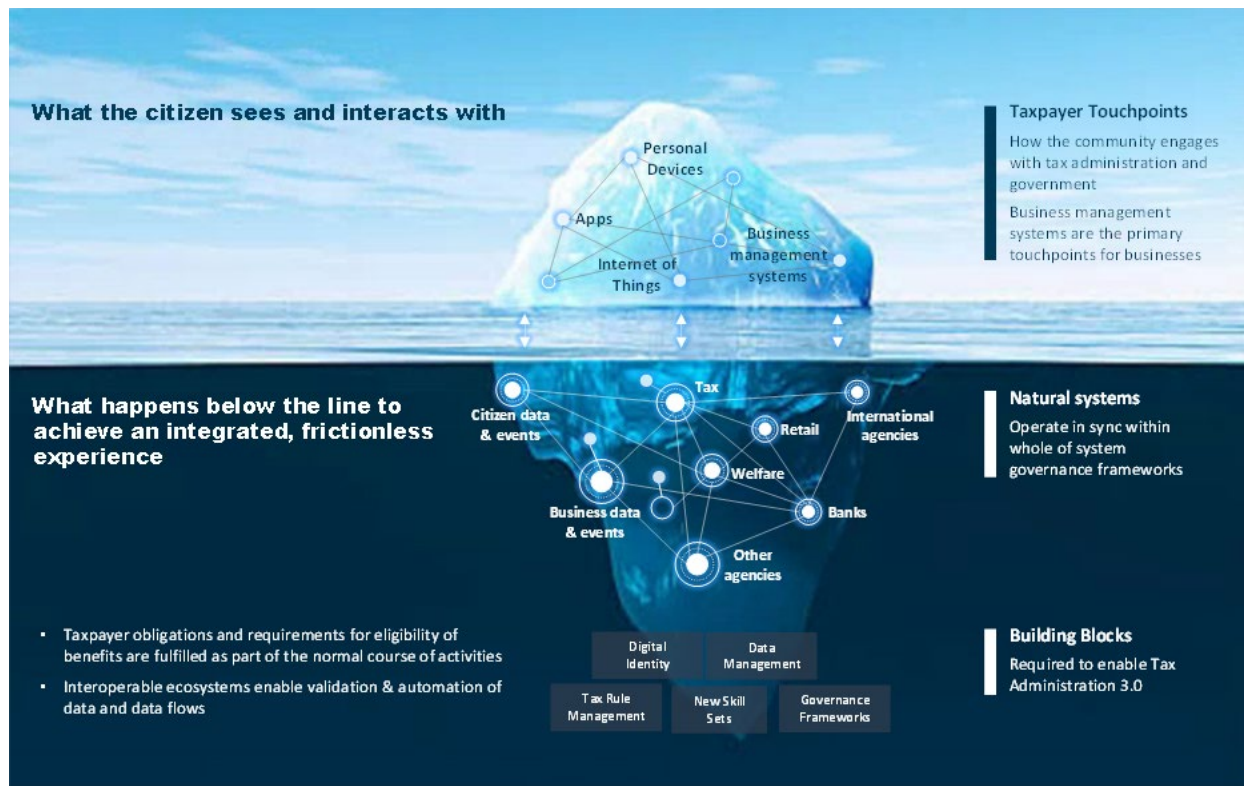 What the citizen sees and interacts with
Personal
Devices
Apps
Business
management
systems
Internet of
Things
Taxpayer Touchpoints
How the community engages
with tax administration and
government
Business management
systems are the primary
touchpoints for businesses
What happens below the line to
achieve an integrated, frictionless
experience
Tax
Citizen data
& events
International
agencies
Retail
Welfare
Business data
& events
Banks
Other
agencies
Natural systems
Operate in sync within
whole of system
governance frameworks
▪ Taxpayer obligations and requirements for eligibility of
benefits are fulfilled as part of the normal course of activities
▪ Interoperable ecosystems enable validation & automation of
data and data flows
Digital
Identity
Data
Management
Tax Rule
Management
New Skill
Sets
Governance
Frameworks
Building Blocks
Required to enable Tax
Administration 3.0